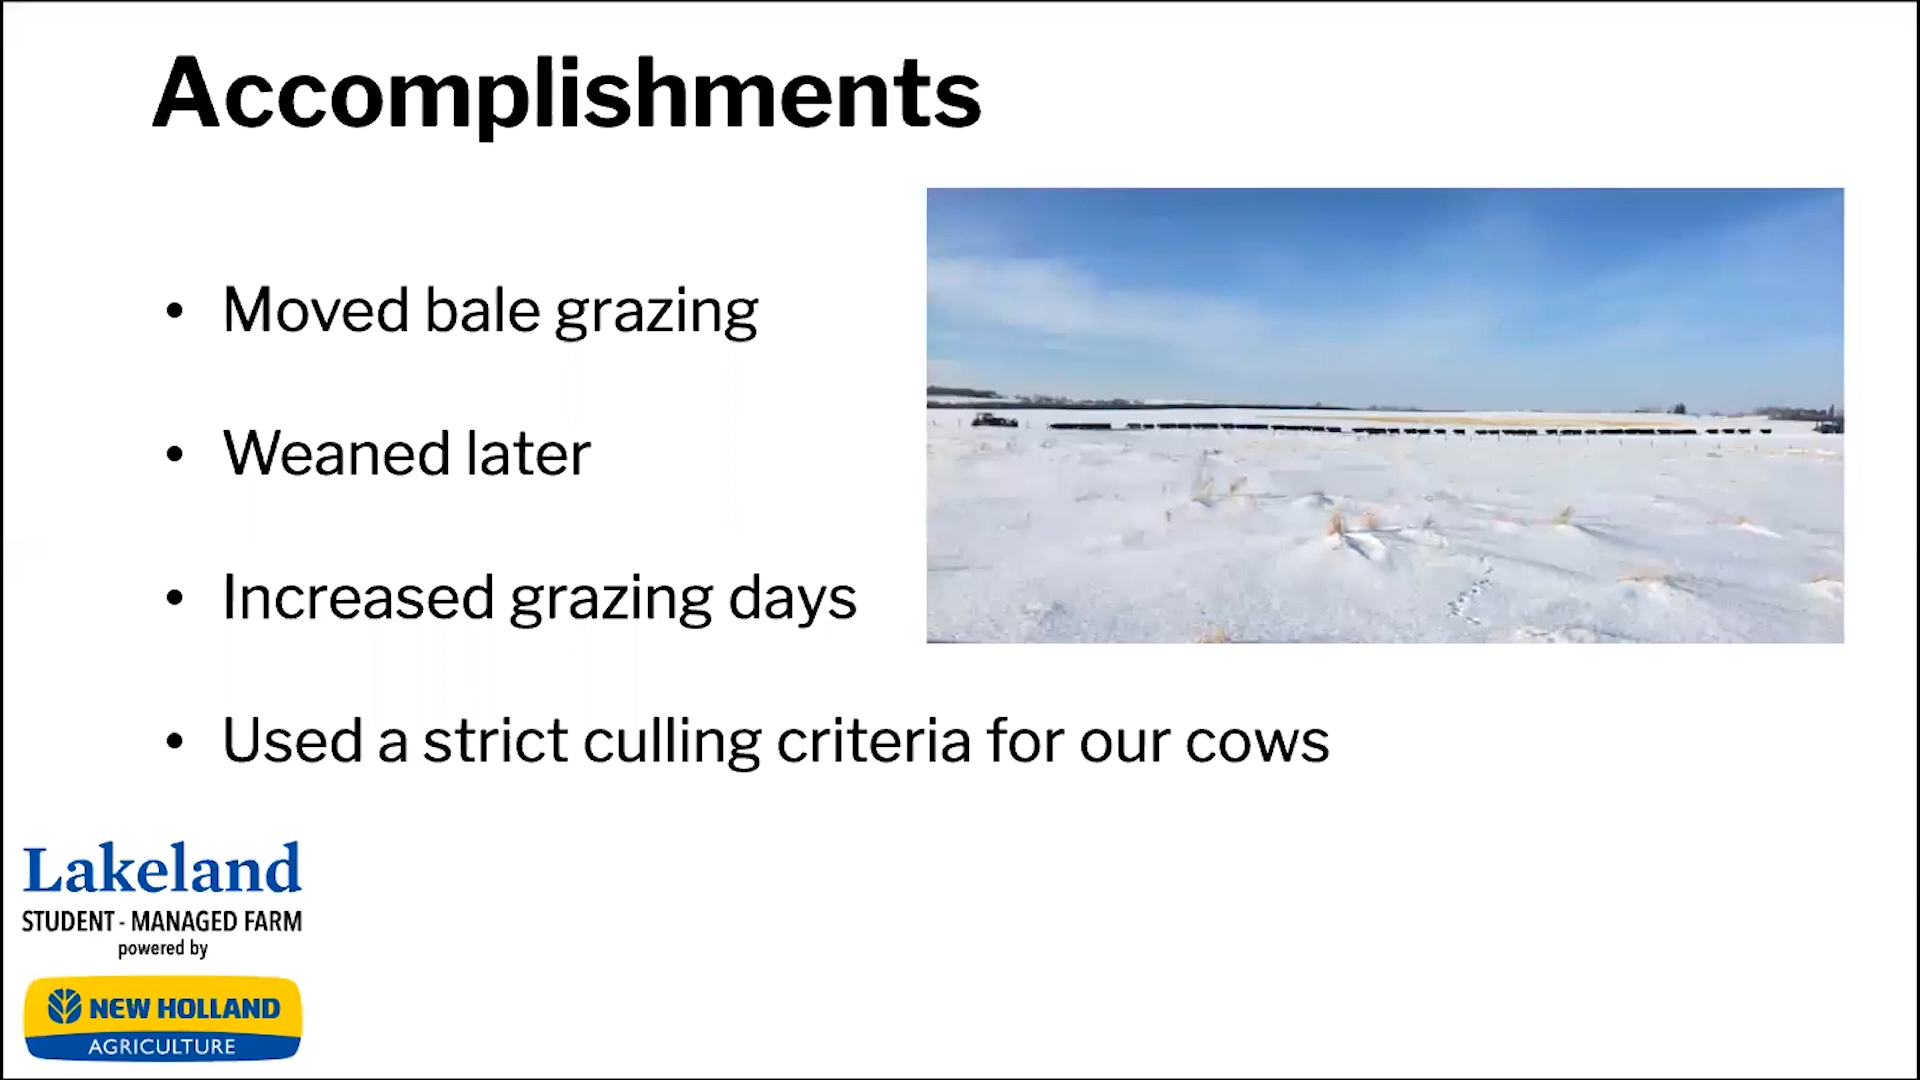 Accomplishments
• Moved bale grazing
• Weaned later
• Increased grazing days
• Used a strict culling criteria for our cows
Lakeland
STUDENT - MANAGED FARM
powered by
NEW HOLLAND
AGRICULTURE